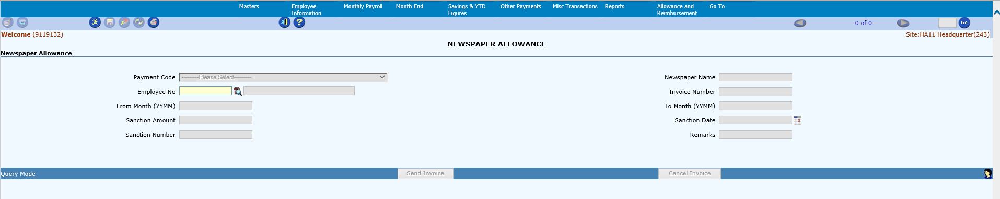 Masters
Employee Information
Monthly Payroll
Month End
Savings & YTD Figures
Other Payments
Misc Transactions
Reports
Allowance and Reimbursement
Go To
? 0 of 0 Go
Welcome (9119132) Site:HA11 Headquarter(243)
NEWSPAPER ALLOWANCE
Newspaper Allowance
Payment Code ----------Please Select---------- Newspaper Name
Employee No Invoice Number
From Month (YYMM) To Month (YYMM)
Sanction Amount Sanction Date
Sanction Number Remarks
Query Mode Send Invoice Cancel Invoice